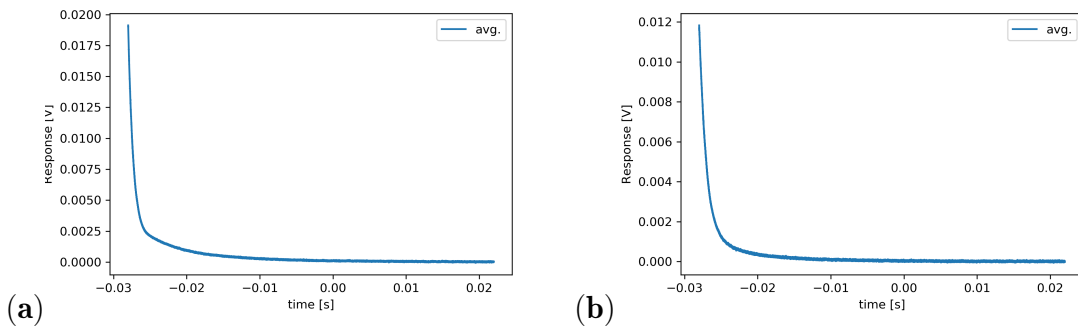 0.0200
0.0175
0.0150
0.0125
0.0100
0.0075
0.0050
0.0025
0.0000
Response [V]
−0.03 −0.02 −0.01 0.00 0.01 0.02
time [s]
avg.
(a)
0.012
0.010
0.008
0.006
0.004
0.002
0.000
Response [V]
−0.03 −0.02 −0.01 0.00 0.01 0.02
time [s]
avg.
(b)